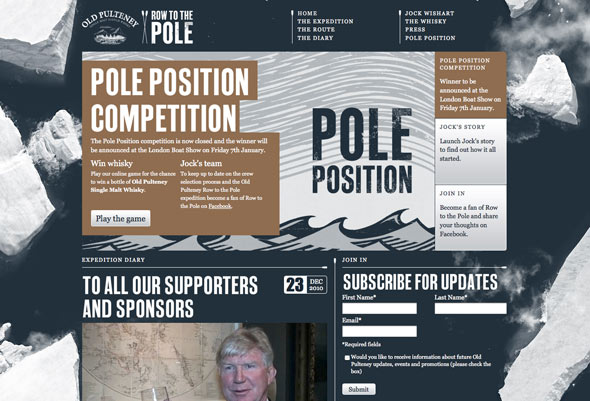 OLD PULTENEY
ROW TO THE
POLE
HOME
THE EXPEDITION
THE ROUTE
THE DIARY
JOCK WISHART
THE WHISKY
PRESS
POLE POSITION
POLE POSITION
COMPETITION
The Pole Position competition is now closed and the winner will
be announced at the London Boat Show on Friday 7th January.
Win whisky
Play our online game for the chance
to win a bottle of Old Pulteney
Single Malt Whisky.
Jock's team
To keep up to date on the crew
selection process and the Old
Pulteney Row to the Pole
expedition become a fan of Row to
the Pole on Facebook.
Play the game
POLE
POSITION
POLE POSITION
COMPETITION
Winner to be
announced at the
London Boat Show on
Friday 7th January.
JOCK'S STORY
Launch Jock's story
to find out how it all
started.
JOIN IN
Become a fan of Row
to the Pole and share
your thoughts on
Facebook.
EXPEDITION DIARY
TO ALL OUR SUPPORTERS
AND SPONSORS
23 DEC
2010
JOIN IN
SUBSCRIBE FOR UPDATES
First Name*
Last Name*
Email*
*Required fields
Would you like to receive information about future Old
Pulteney updates, events and promotions (please check the
box)
Submit